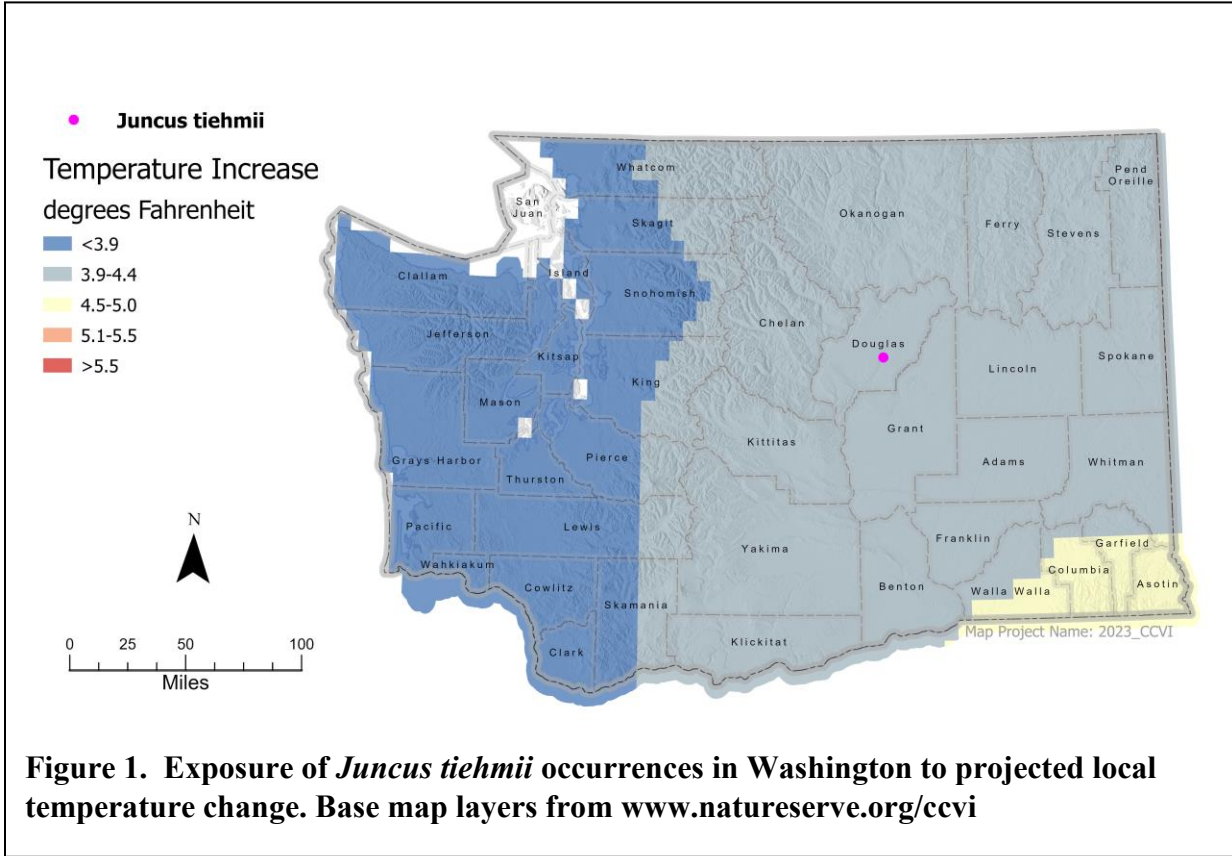 Juncus tiehmii
Temperature Increase
degrees Fahrenheit
<3.9
3.9-4.4
4.5-5.0
5.1-5.5
>5.5
N
0 25 50 100
Miles
Whatcom
San
Juan
Skagit
Island
Clallam
Snohomish
Jefferson
Kitsap
King
Mason
Grays Harbor
Pierce
Thurston
Pacific
Lewis
Wahkiakum
Cowlitz
Skamania
Clark
Okanogan
Ferry
Stevens
Pend
Oreille
Chelan
Douglas
Lincoln
Spokane
Kittitas
Grant
Adams
Whitman
Yakima
Franklin
Benton
Walla Walla
Columbia
Garfield
Asotin
Klickitat
Map Project Name: 2023_CCVI
Figure 1. Exposure of Juncus tiehmii occurrences in Washington to projected local
temperature change. Base map layers from www.natureserve.org/ccvi